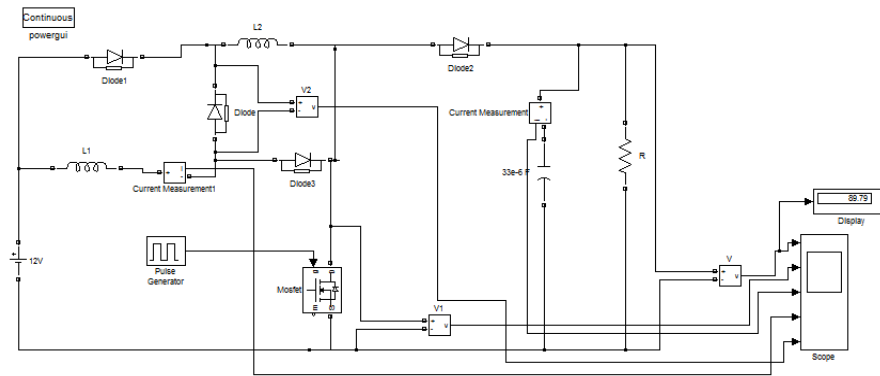 Continuous
powergui
L2
Diode1
Diode2
V2
+
-
v
Diode
Current Measurement
+
i
-
L1
+
i
-
Current Measurement1
Diode3
33e-6 F
R
89.79
Display
+
12V
Pulse
Generator
Mosfet
g
D
m
S
V
+
-
v
V1
+
-
v
Scope